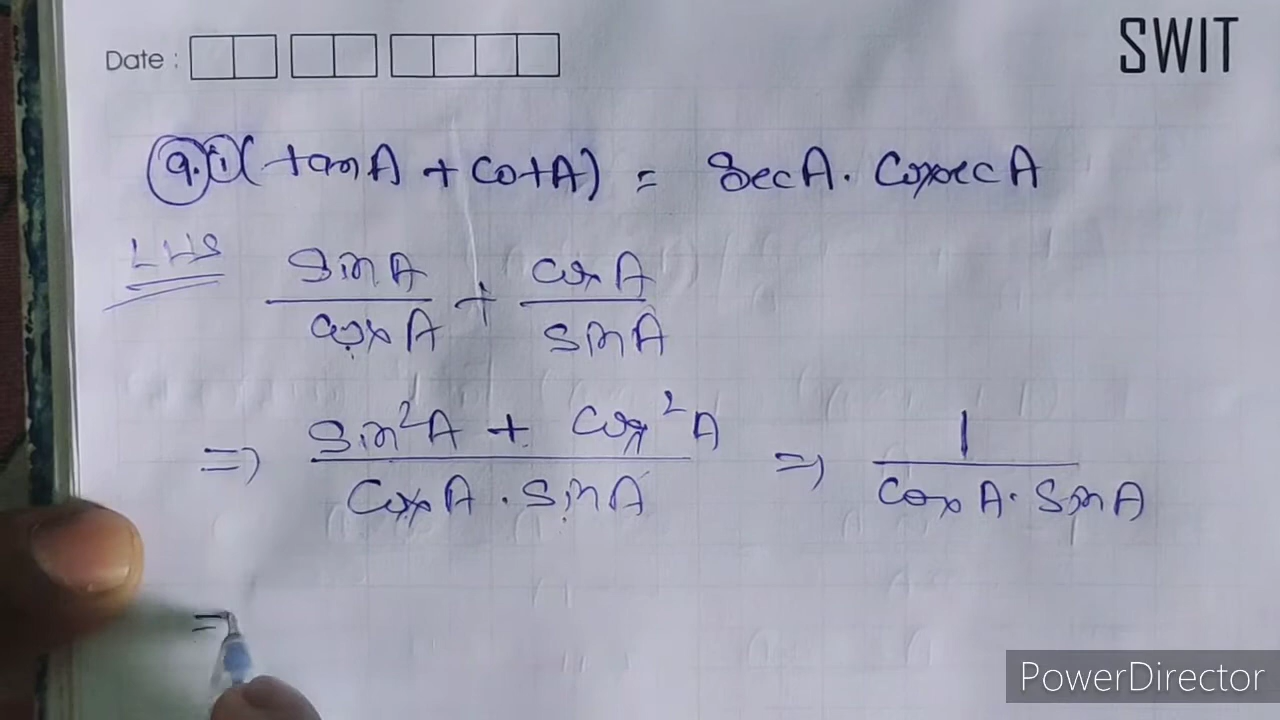 SWIT
Date :
9. i (tanA + cotA) = SecA. CosecA
LHS sinA/cosA + cosA/sinA
=> sin²A + cos²A / CosA . sinA => 1 / CosA . sinA
=>
PowerDirector